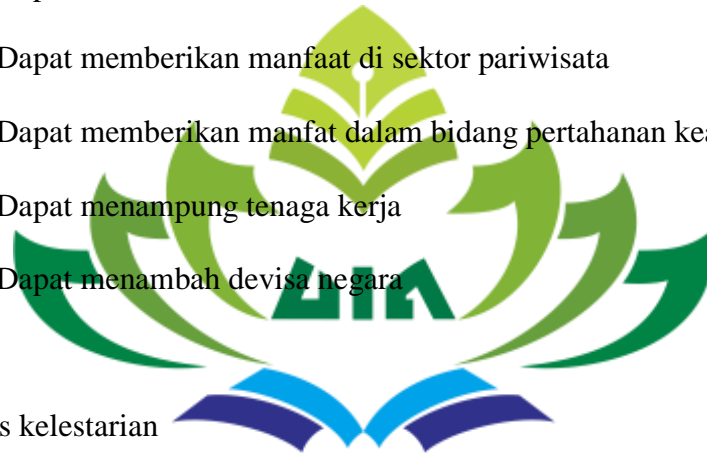 Dapat memberikan manfaat di sektor pariwisata
Dapat memberikan manfat dalam bidang pertahanan
Dapat menampung tenaga kerja
Dapat menambah devisa negara
UIN
kelestarian